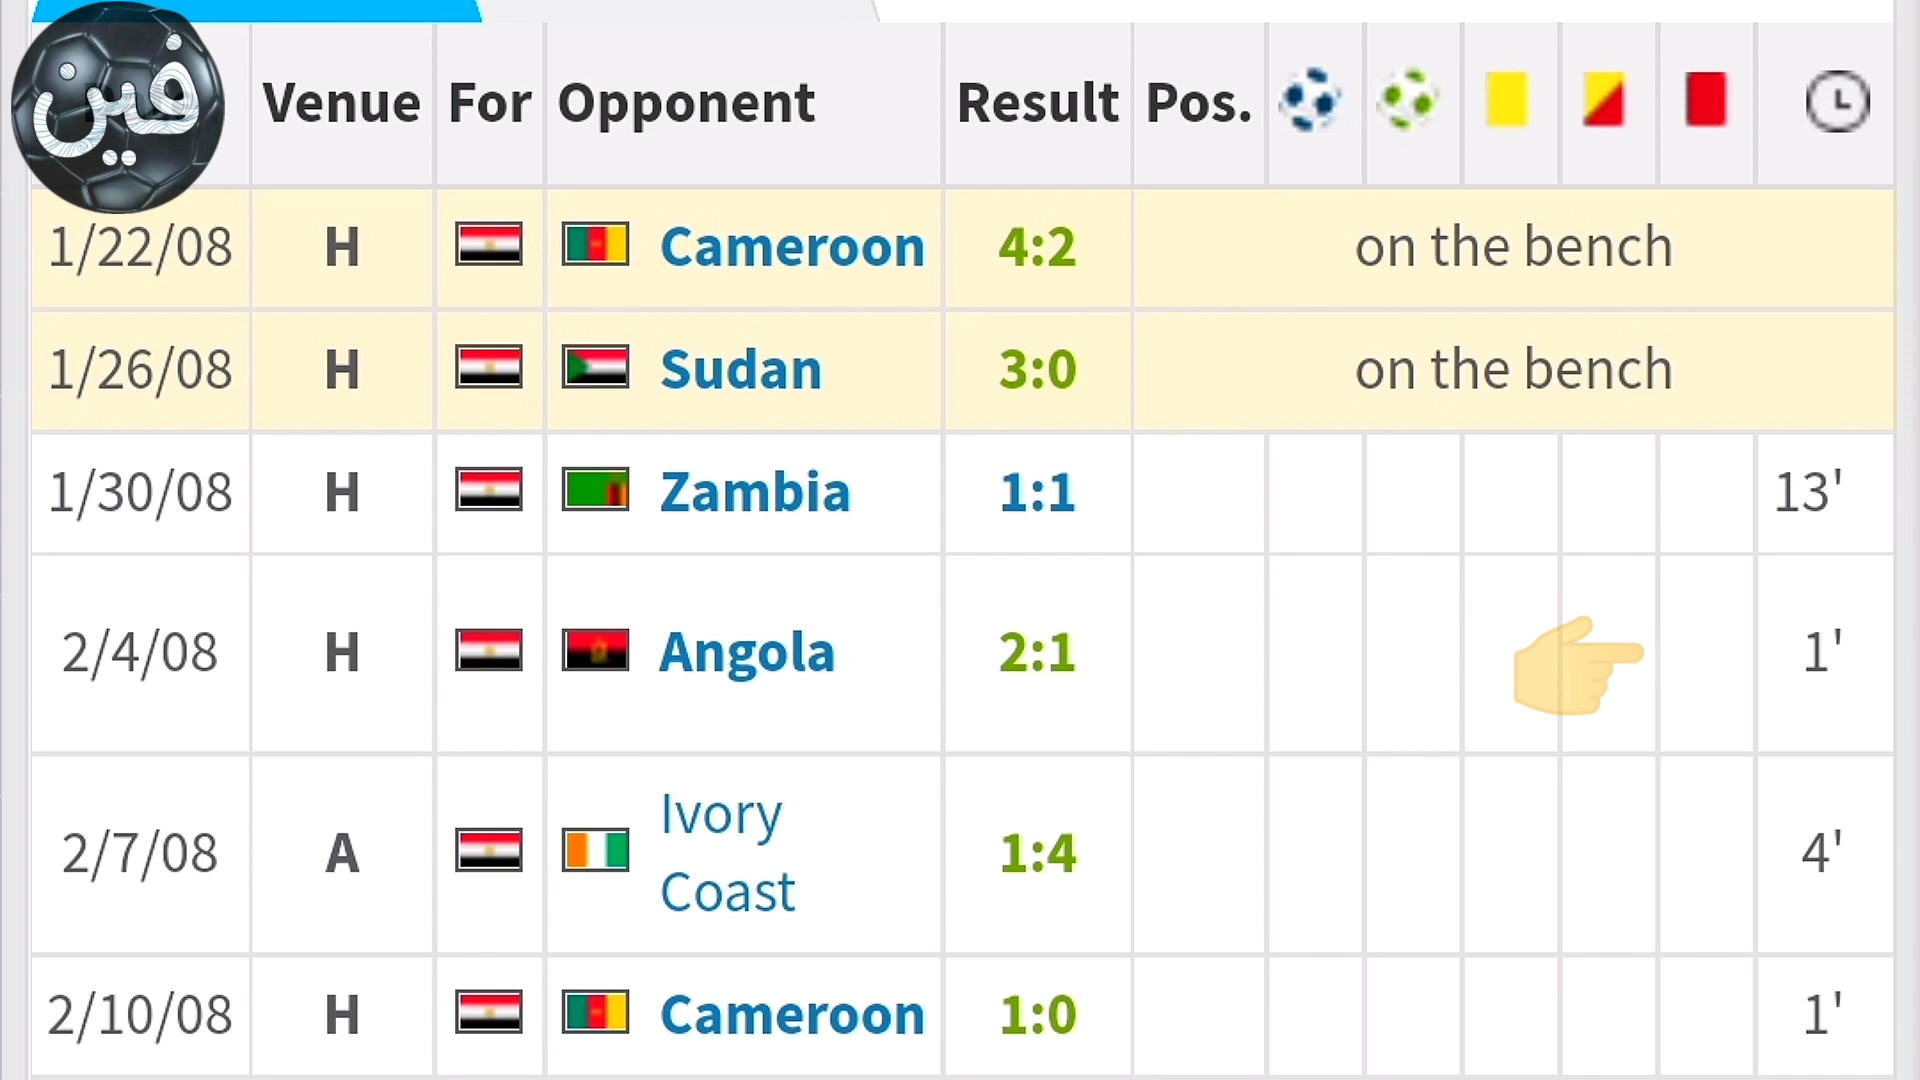 فين
Venue For Opponent Result Pos.
1/22/08 H Cameroon 4:2 on the bench
1/26/08 H Sudan 3:0 on the bench
1/30/08 H Zambia 1:1 13'
2/4/08 H Angola 2:1 1'
2/7/08 A Ivory Coast 1:4 4'
2/10/08 H Cameroon 1:0 1'